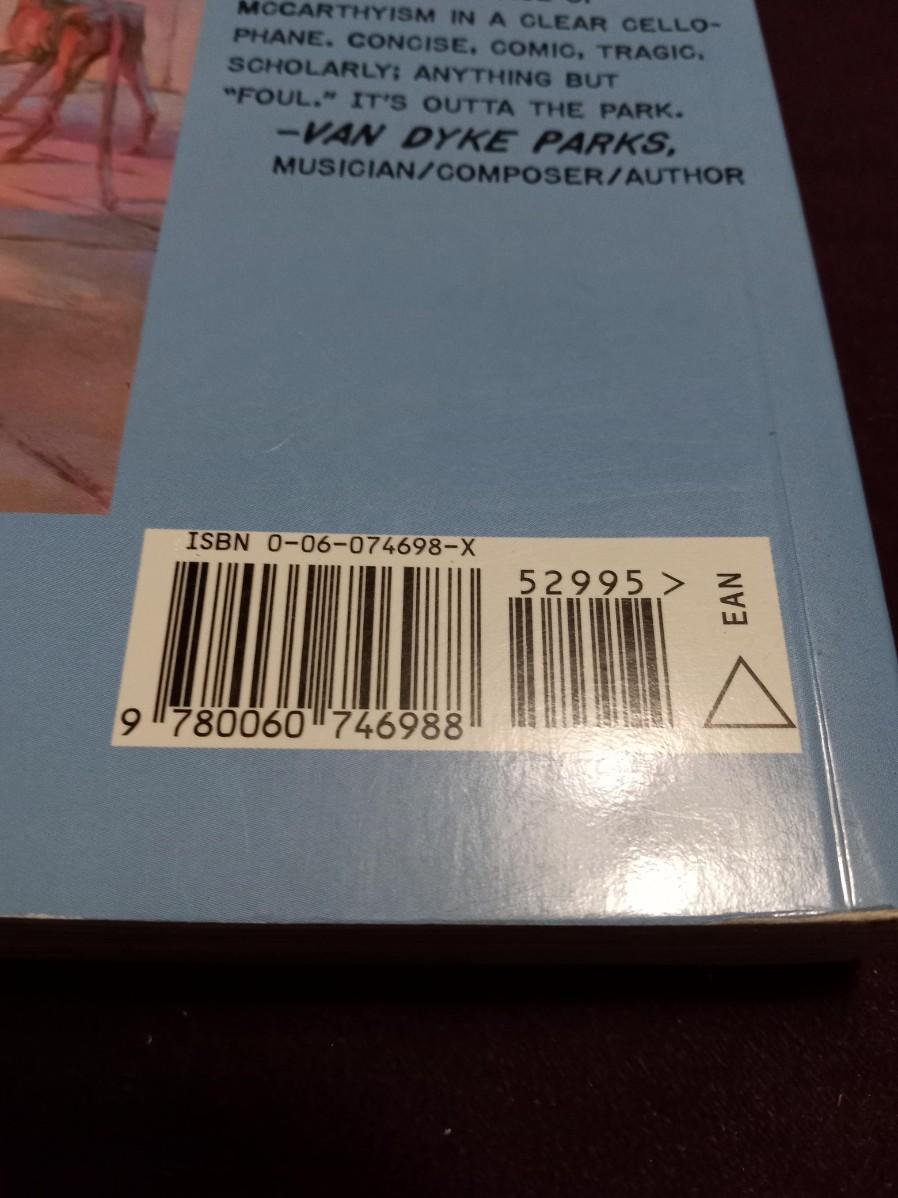 MCCARTHYISM IN A CLEAR CELLO-
PHANE. CONCISE, COMIC, TRAGIC,
SCHOLARLY; ANYTHING BUT
"FOUL." IT'S OUTTA THE PARK.
—VAN DYKE PARKS,
MUSICIAN/COMPOSER/AUTHOR
ISBN 0-06-074698-X
52995 >
EAN
9 780060 746988